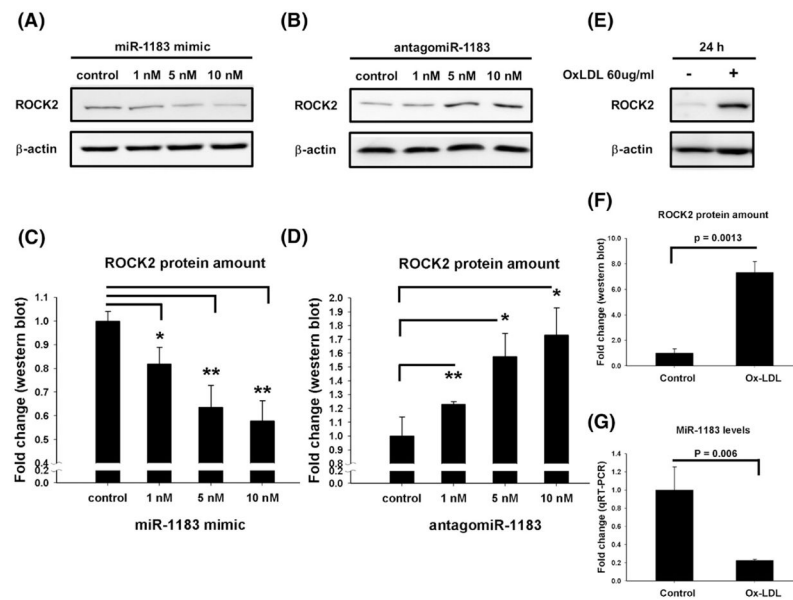 (A)
miR-1183 mimic
control 1 nM 5 nM 10 nM
ROCK2
β-actin
(B)
antagomiR-1183
control 1 nM 5 nM 10 nM
ROCK2
β-actin
(E)
24 h
OxLDL 60ug/ml - +
ROCK2
β-actin
(C)
ROCK2 protein amount
Fold change (western blot)
1.1
1.0
0.9
0.8
0.7
0.6
0.5
0.4
0.2
0.0
*
**
**
control 1 nM 5 nM 10 nM
miR-1183 mimic
(D)
ROCK2 protein amount
Fold change (western blot)
2.0
1.9
1.8
1.7
1.6
1.5
1.4
1.3
1.2
1.1
1.0
0.9
0.8
0.2
0.0
**
*
*
control 1 nM 5 nM 10 nM
antagomiR-1183
(F)
ROCK2 protein amount
p = 0.0013
Fold change (western blot)
10.0
8.0
6.0
4.0
2.0
0.0
Control Ox-LDL
(G)
MiR-1183 levels
P = 0.006
Fold change (qRT-PCR)
1.4
1.2
1.0
0.8
0.6
0.4
0.2
0.0
Control Ox-LDL